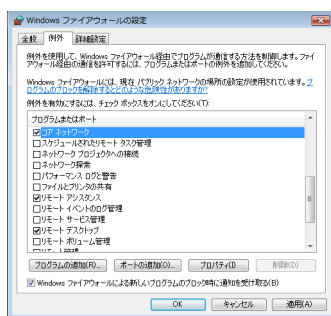 Windows ファイアウォールの設定
全般 例外 詳細設定
例外を使用して、Windows ファイアウォール経由でプログラムが通信する方法を制御します。ファイ
アウォール経由の通信を許可するには、プログラムまたはポートの例外を追加してください。
Windows ファイアウォールには、現在 パブリック ネットワークの場所の設定が使用されています。プ
ログラムのブロックを解除するとどのような危険性がありますか?
例外を有効にするには、チェック ボックスをオンにしてください(T):
プログラムまたはポート
コア ネットワーク
スケジュールされたリモート タスク管理
ネットワーク プロジェクタへの接続
ネットワーク探索
パフォーマンス ログと警告
ファイルとプリンタの共有
リモート アシスタンス
リモート イベントのログ管理
リモート サービス管理
リモート デスクトップ
リモート ボリューム管理
プログラムの追加(R)... ポートの追加(O)... プロパティ(I) 削除(D)
Windows ファイアウォールによる新しいプログラムのブロック時に通知を受け取る(B)
OK キャンセル 適用(A)